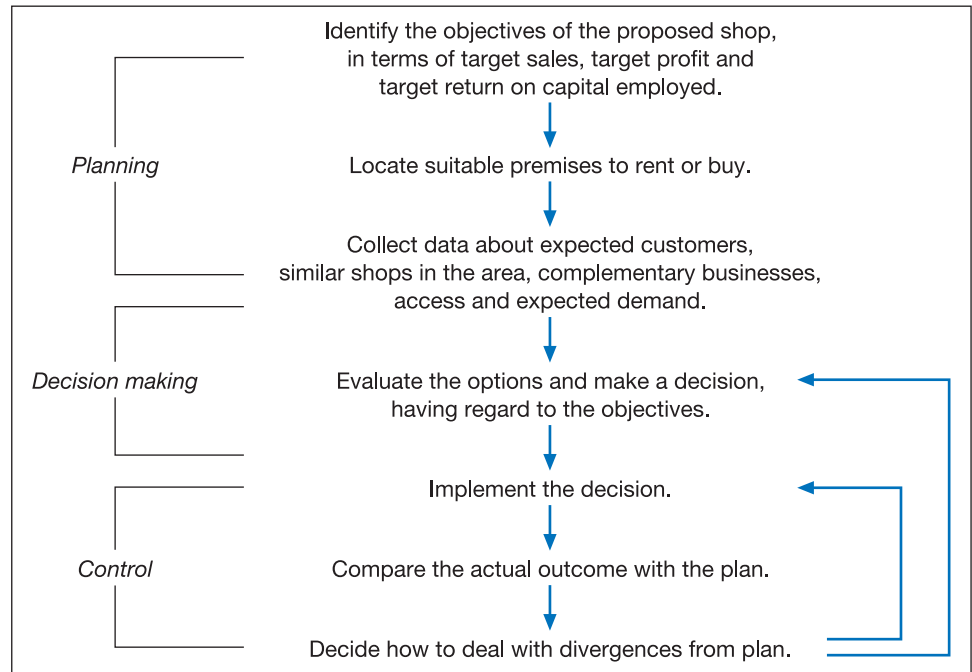 Identify the objectives of the proposed shop,
in terms of target sales, target profit and
target return on capital employed.
Planning
Locate suitable premises to rent or buy.
Collect data about expected customers,
similar shops in the area, complementary businesses,
access and expected demand.
Decision making
Evaluate the options and make a decision,
having regard to the objectives.
Implement the decision.
Control
Compare the actual outcome with the plan.
Decide how to deal with divergences from plan.